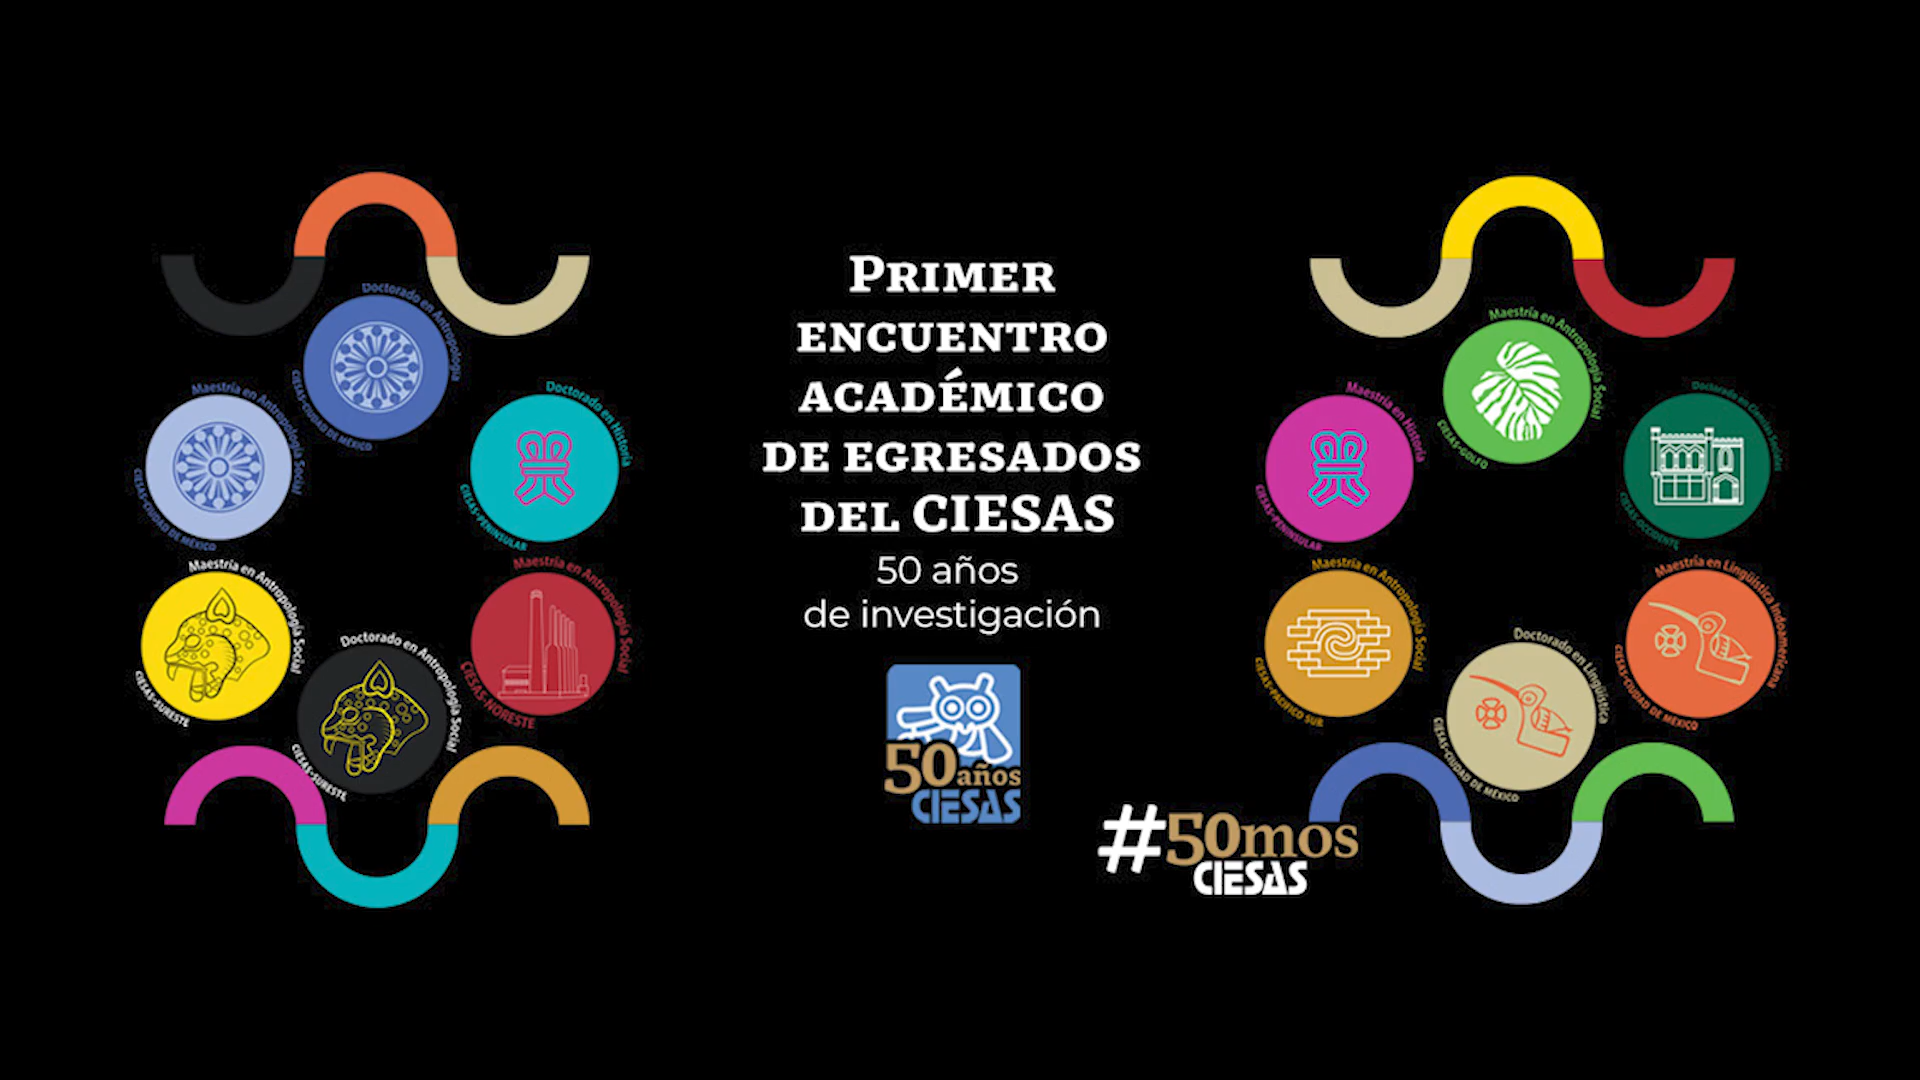 Doctorado en Antropología
CIESAS-CIUDAD DE MÉXICO
Maestría en Antropología Social
CIESAS-CIUDAD DE MÉXICO
Doctorado en Historia
CIESAS-PENINSULAR
Maestría en Antropología Social
CIESAS-SURESTE
Doctorado en Antropología Social
CIESAS-SURESTE
Maestría en Antropología Social
CIESAS-NORESTE
PRIMER
ENCUENTRO
ACADÉMICO
DE EGRESADOS
DEL CIESAS
50 años
de investigación
50 años
CIESAS
#50mos
CIESAS
Maestría en Antropología Social
CIESAS-GOLFO
Maestría en Historia
CIESAS-PENINSULAR
Doctorado en Ciencias Sociales
CIESAS-OCCIDENTE
Maestría en Antropología Social
CIESAS-PACÍFICO SUR
Doctorado en Lingüística
CIESAS-CIUDAD DE MÉXICO
Maestría en Lingüística Indoamericana
CIESAS-CIUDAD DE MÉXICO